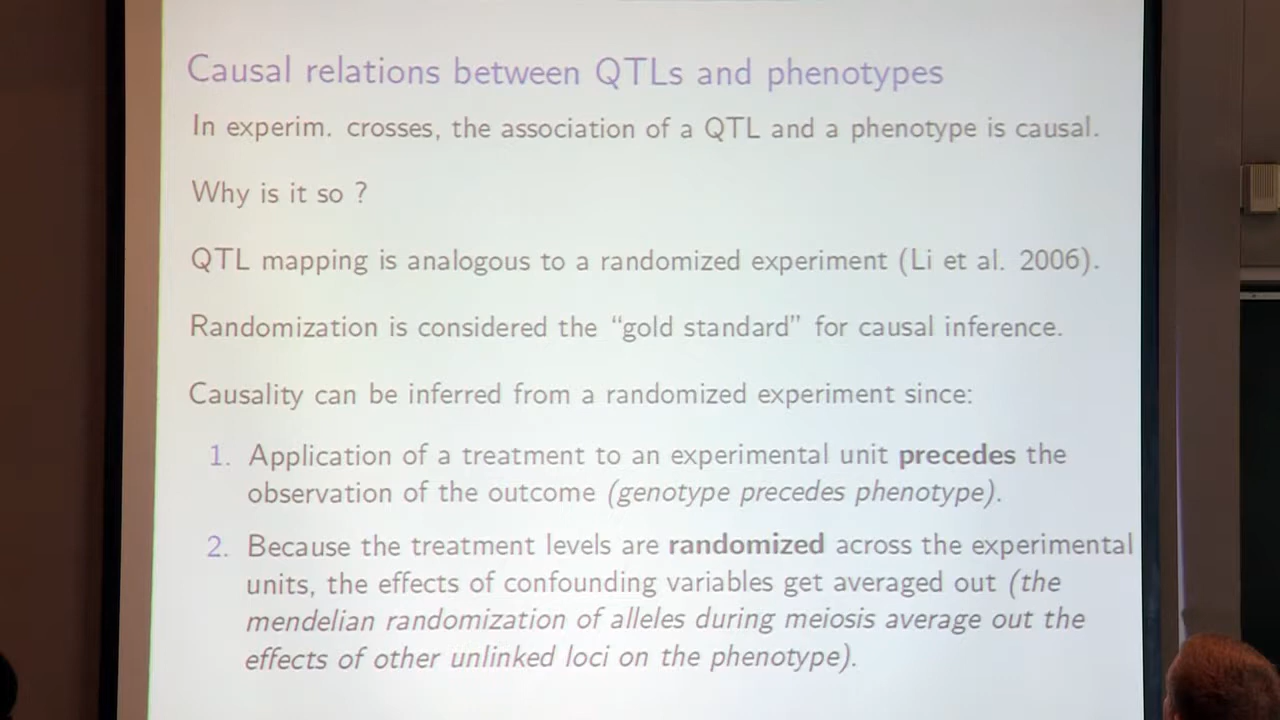 Causal relations between QTLs and phenotypes
In experim. crosses, the association of a QTL and a phenotype is causal.
Why is it so ?
QTL mapping is analogous to a randomized experiment (Li et al. 2006).
Randomization is considered the “gold standard” for causal inference.
Causality can be inferred from a randomized experiment since:
1. Application of a treatment to an experimental unit precedes the
observation of the outcome (genotype precedes phenotype).
2. Because the treatment levels are randomized across the experimental
units, the effects of confounding variables get averaged out (the
mendelian randomization of alleles during meiosis average out the
effects of other unlinked loci on the phenotype).